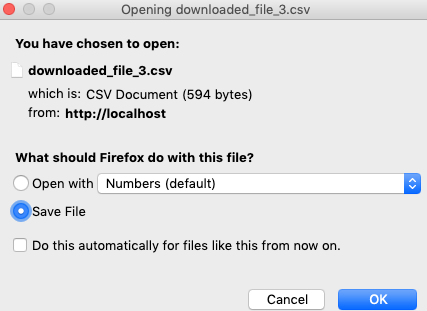 Opening downloaded_file_3.csv
You have chosen to open:
downloaded_file_3.csv
which is: CSV Document (594 bytes)
from: http://localhost
What should Firefox do with this file?
Open with Numbers (default)
Save File
Do this automatically for files like this from now on.
Cancel OK